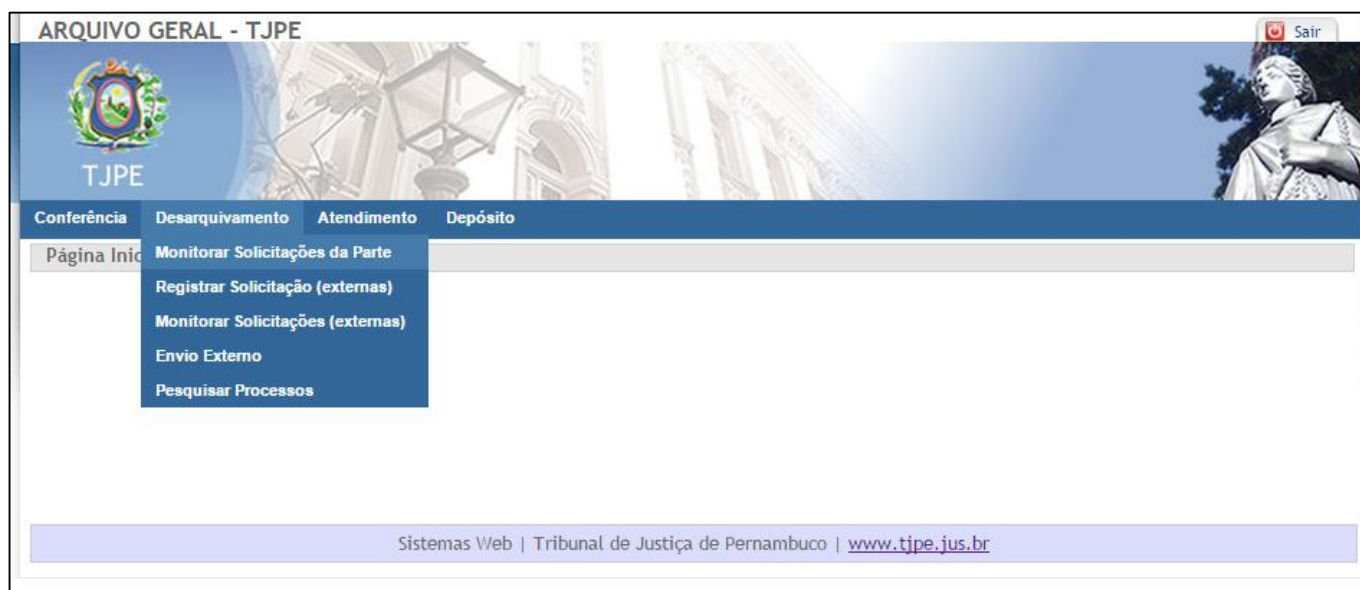 ARQUIVO GERAL - TJPE
Sair
TJPE
Conferência Desarquivamento Atendimento Depósito
Página Inic
Monitorar Solicitações da Parte
Registrar Solicitação (externas)
Monitorar Solicitações (externas)
Envio Externo
Pesquisar Processos
Sistemas Web | Tribunal de Justiça de Pernambuco | www.tjpe.jus.br